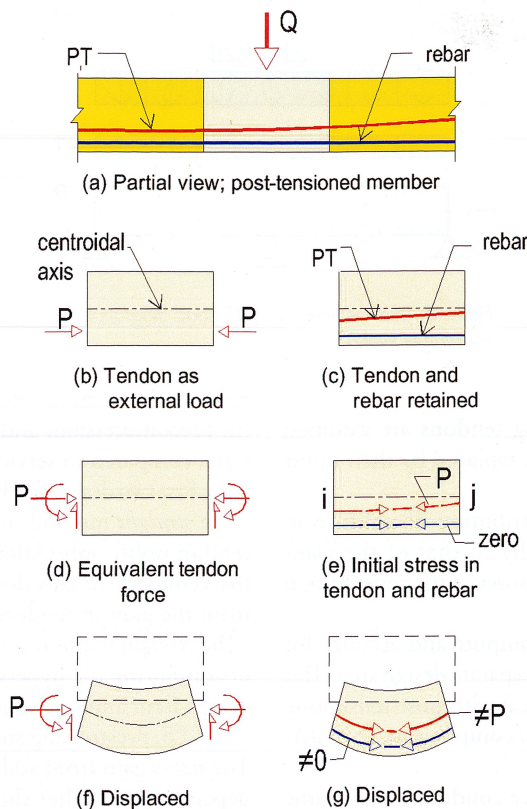 Q
PT
rebar
(a) Partial view; post-tensioned member
centroidal
axis
P
P
(b) Tendon as
external load
rebar
PT
(c) Tendon and
rebar retained
P
(d) Equivalent tendon
force
i
P
j
zero
(e) Initial stress in
tendon and rebar
P
(f) Displaced
≠P
≠0
(g) Displaced